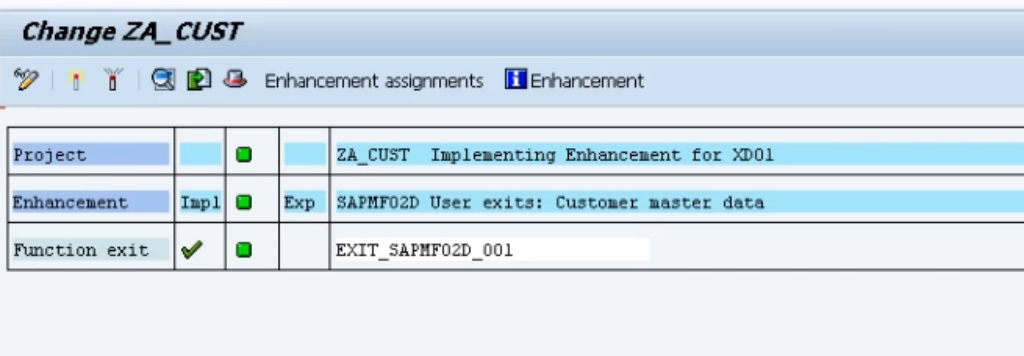 Change ZA_CUST
Enhancement assignments Enhancement
Project ZA_CUST Implementing Enhancement for XD01
Enhancement Impl Exp SAPMF02D User exits: Customer master data
Function exit EXIT_SAPMF02D_001